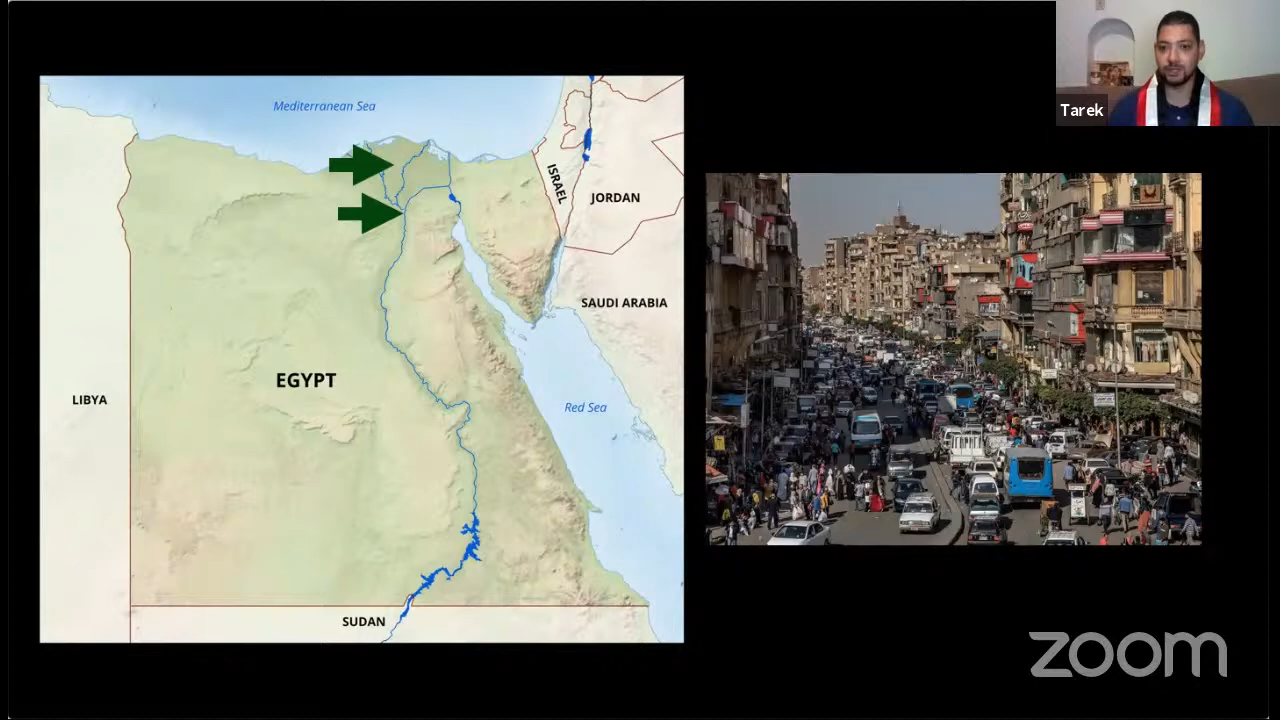 Tarek
Mediterranean Sea
ISRAEL
JORDAN
SAUDI ARABIA
EGYPT
LIBYA
Red Sea
SUDAN
zoom